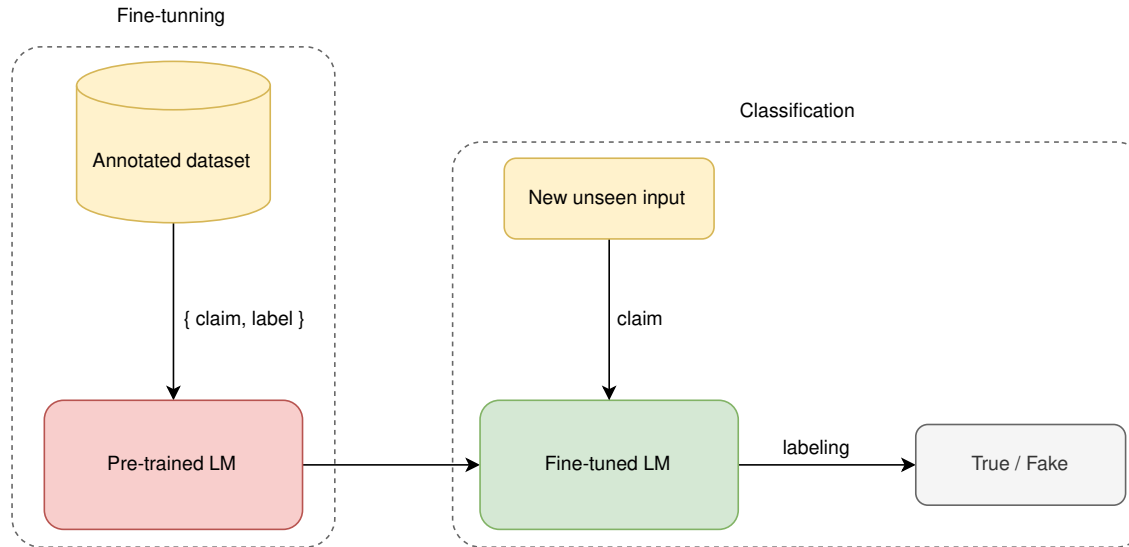 Fine-tunning
Annotated dataset
{ claim, label }
Pre-trained LM
Classification
New unseen input
claim
Fine-tuned LM
labeling
True / Fake